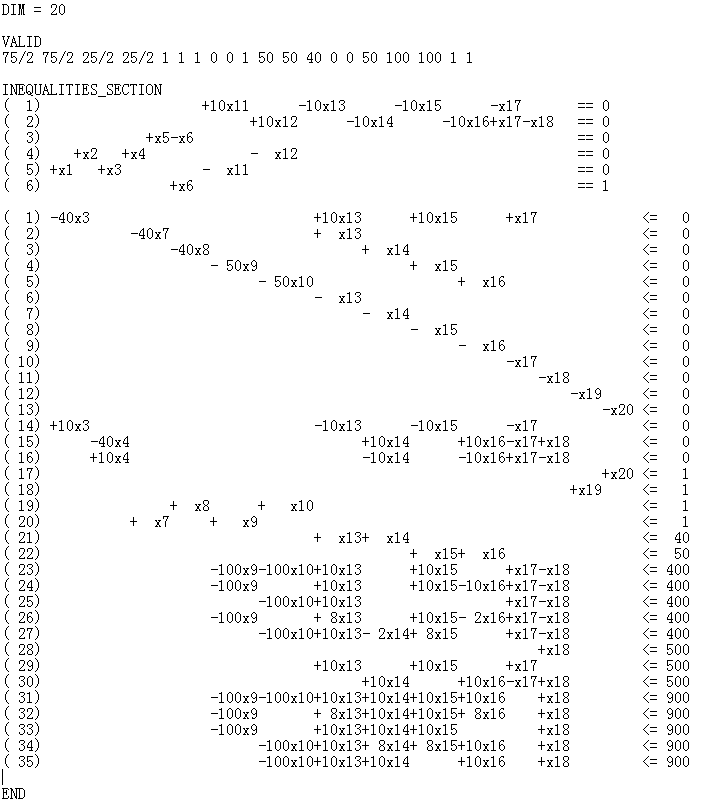 DIM = 20
VALID
75/2 75/2 25/2 25/2 1 1 1 0 0 1 50 50 40 0 0 50 100 100 1 1
INEQUALITIES_SECTION
(  1) +10x11 -10x13 -10x15 -x17 == 0
(  2) +10x12 -10x14 -10x16+x17-x18 == 0
(  3) +x5-x6 == 0
(  4) +x2 +x4 - x12 == 0
(  5) +x1 +x3 - x11 == 0
(  6) +x6 == 1
(  1) -40x3 +10x13 +10x15 +x17 <= 0
(  2) -40x7 + x13 <= 0
(  3) -40x8 + x14 <= 0
(  4) - 50x9 + x15 <= 0
(  5) - 50x10 + x16 <= 0
(  6) - x13 <= 0
(  7) - x14 <= 0
(  8) - x15 <= 0
(  9) - x16 <= 0
( 10) -x17 <= 0
( 11) -x18 <= 0
( 12) -x19 <= 0
( 13) -x20 <= 0
( 14) +10x3 -10x13 -10x15 -x17 <= 0
( 15) -40x4 +10x14 +10x16-x17+x18 <= 0
( 16) +10x4 -10x14 -10x16+x17-x18 <= 0
( 17) +x20 <= 1
( 18) +x19 <= 1
( 19) + x8 + x10 <= 1
( 20) + x7 + x9 <= 1
( 21) + x13+ x14 <= 40
( 22) + x15+ x16 <= 50
( 23) -100x9-100x10+10x13 +10x15 +x17-x18 <= 400
( 24) -100x9 +10x13 +10x15-10x16+x17-x18 <= 400
( 25) -100x10+10x13 +x17-x18 <= 400
( 26) -100x9 + 8x13 +10x15- 2x16+x17-x18 <= 400
( 27) -100x10+10x13- 2x14+ 8x15 +x17-x18 <= 400
( 28) +x18 <= 500
( 29) +10x13 +10x15 +x17 <= 500
( 30) +10x14 +10x16-x17+x18 <= 500
( 31) -100x9-100x10+10x13+10x14+10x15+10x16 +x18 <= 900
( 32) -100x9 + 8x13+10x14+10x15+ 8x16 +x18 <= 900
( 33) -100x9 +10x13+10x14+10x15 +x18 <= 900
( 34) -100x10+10x13+ 8x14+ 8x15+10x16 +x18 <= 900
( 35) -100x10+10x13+10x14 +10x16 +x18 <= 900
END